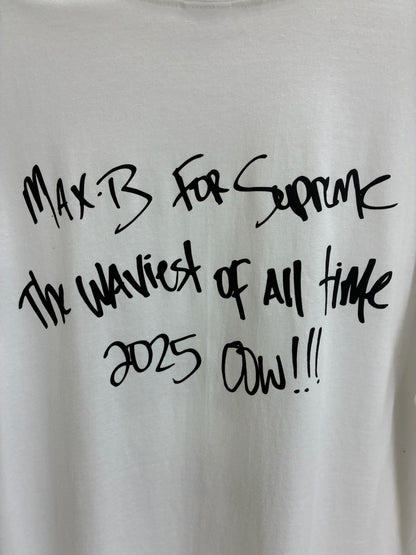 MAX·B FOR Supreme
The WAViest OF All time
2025 OOW!!!